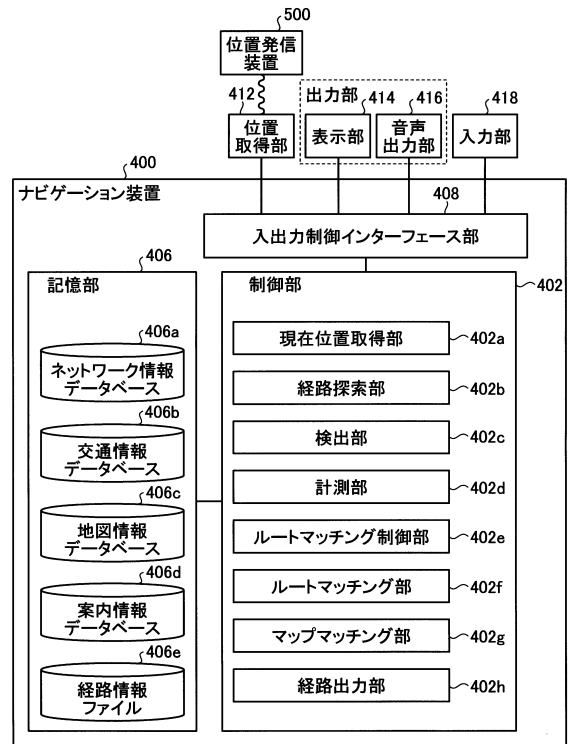 500
位置発信
装置
412
位置
取得部
出力部
414
表示部
416
音声
出力部
418
入力部
400
ナビゲーション装置
408
入出力制御インターフェース部
406
記憶部
406a
ネットワーク情報
データベース
406b
交通情報
データベース
406c
地図情報
データベース
406d
案内情報
データベース
406e
経路情報
ファイル
制御部
402
現在位置取得部
402a
経路探索部
402b
検出部
402c
計測部
402d
ルートマッチング制御部
402e
ルートマッチング部
402f
マップマッチング部
402g
経路出力部
402h